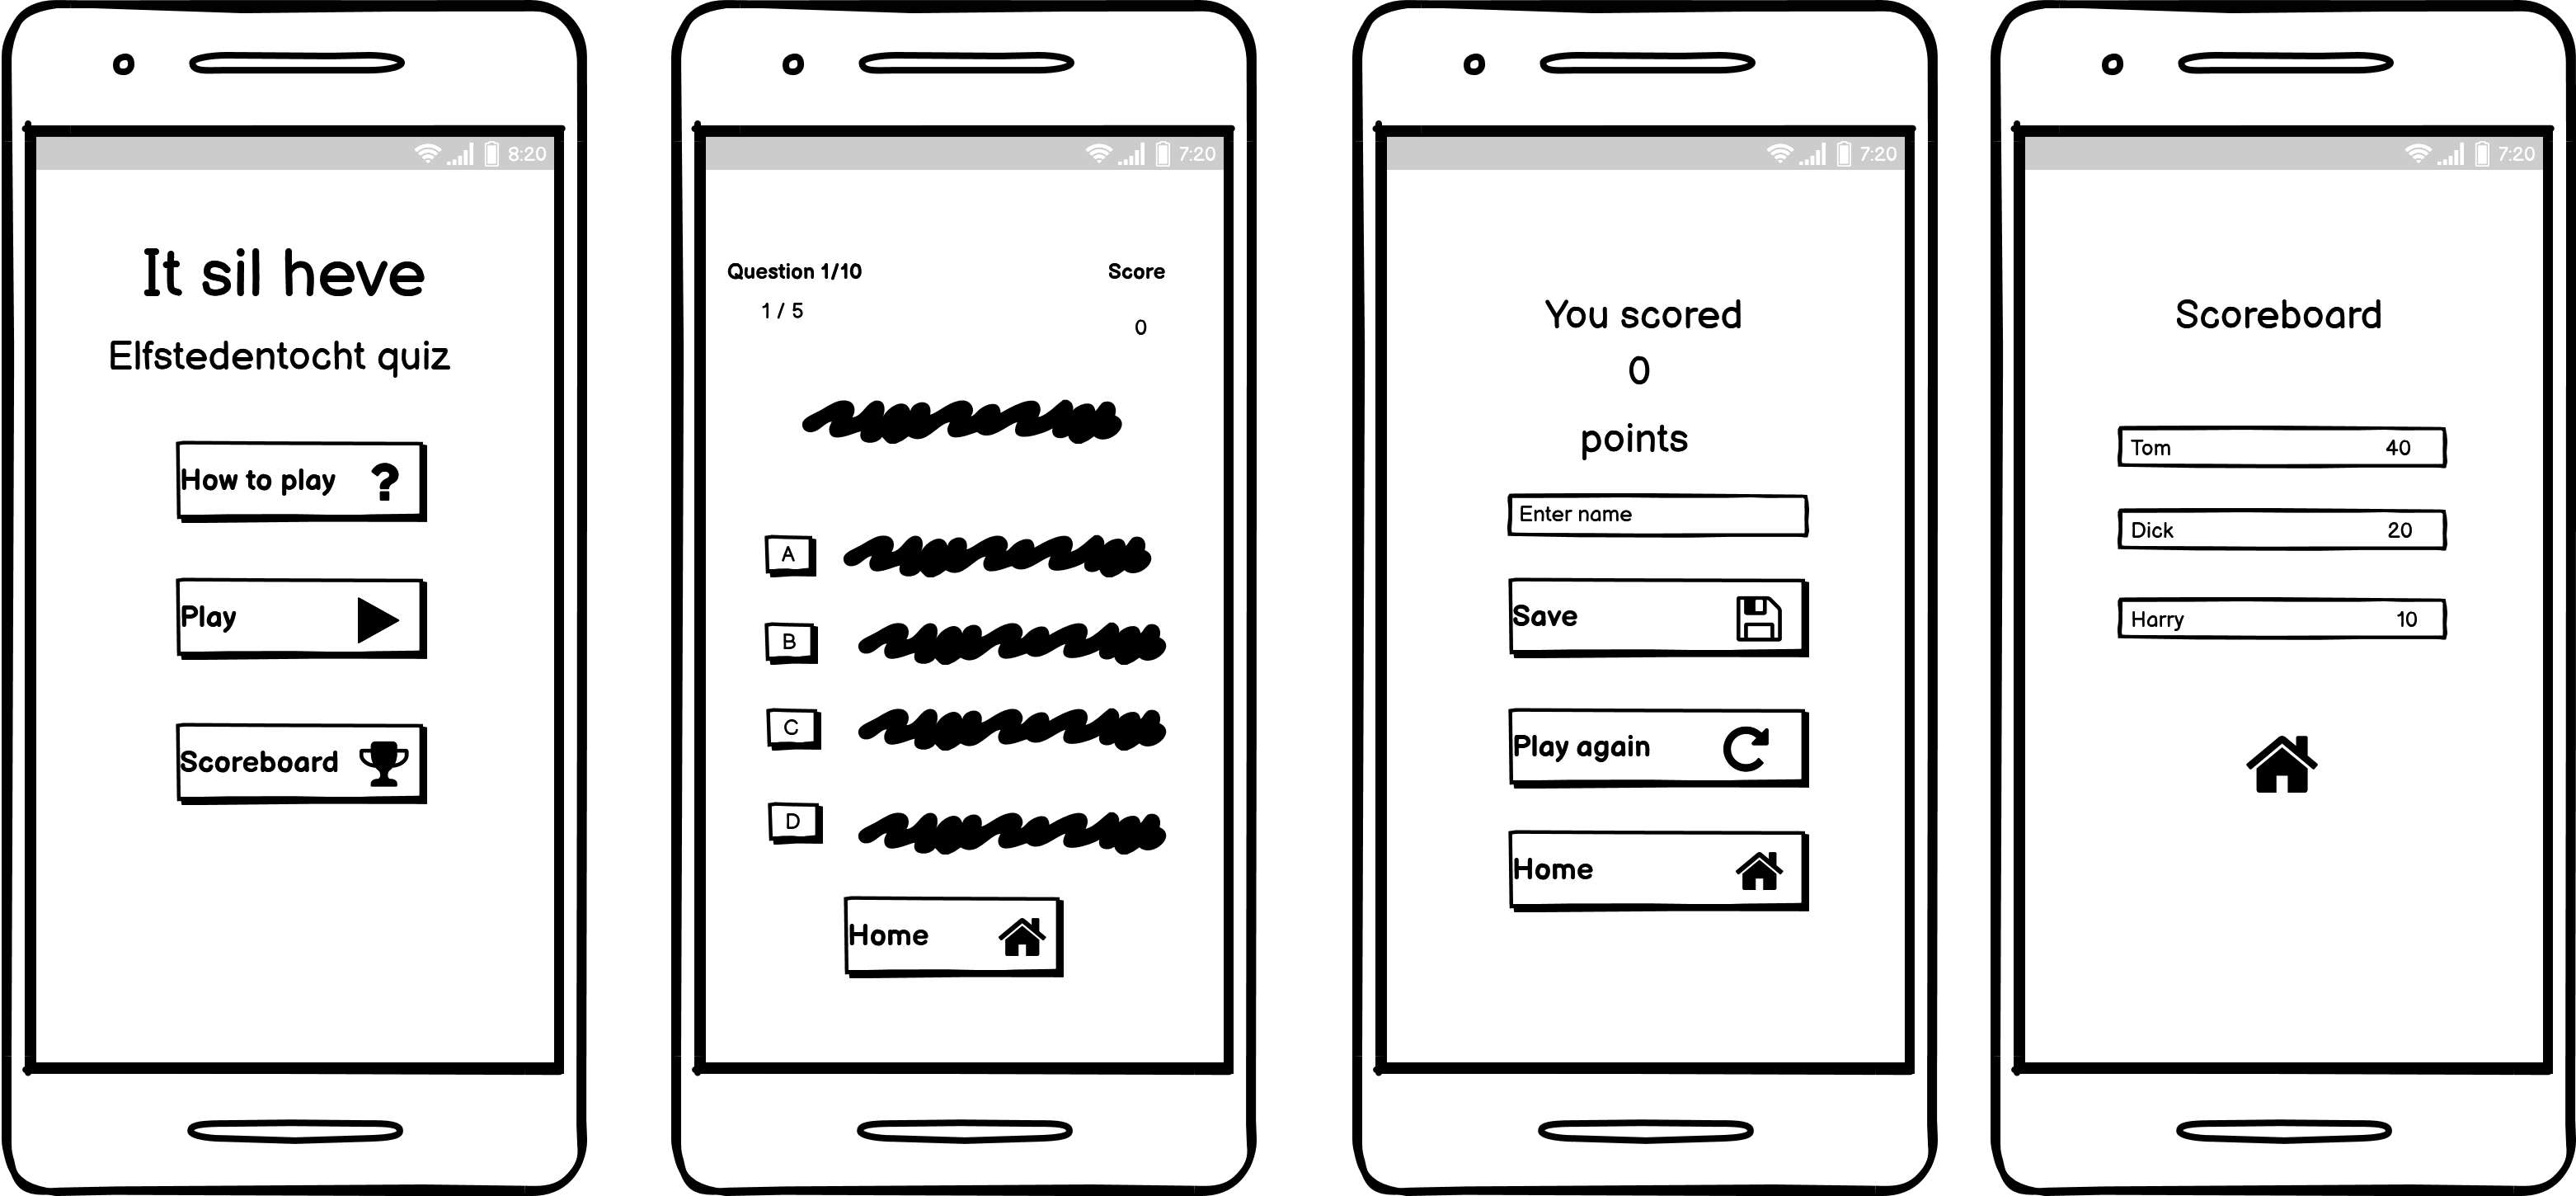 8:20
It sil heve
Elfstedentocht quiz
How to play ?
Play
Scoreboard
7:20
Question 1/10 Score
1 / 5
0
A
B
C
D
Home
7:20
You scored
0
points
Enter name
Save
Play again
Home
7:20
Scoreboard
Tom 40
Dick 20
Harry 10